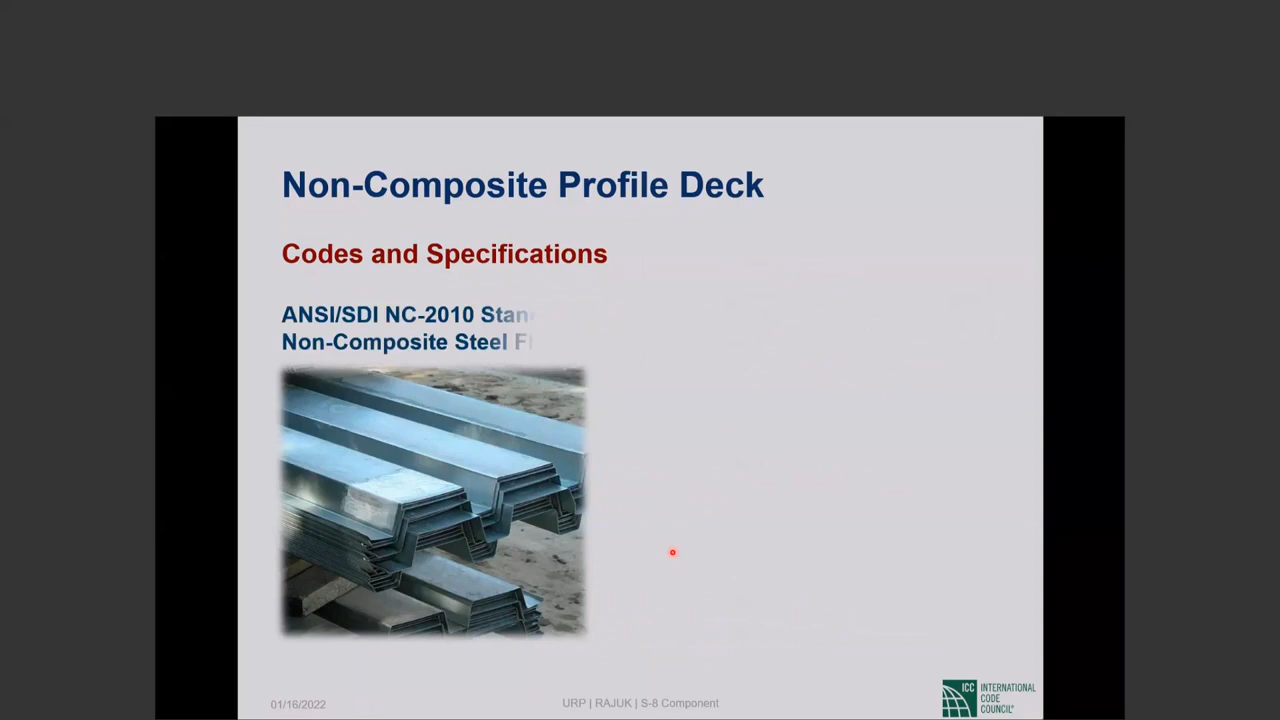 Non-Composite Profile Deck
Codes and Specifications
ANSI/SDI NC-2010
Non-Composite Steel
01/16/2022
URP | RAJUK | S-8 Component
ICC
INTERNATIONAL
CODE
COUNCIL®